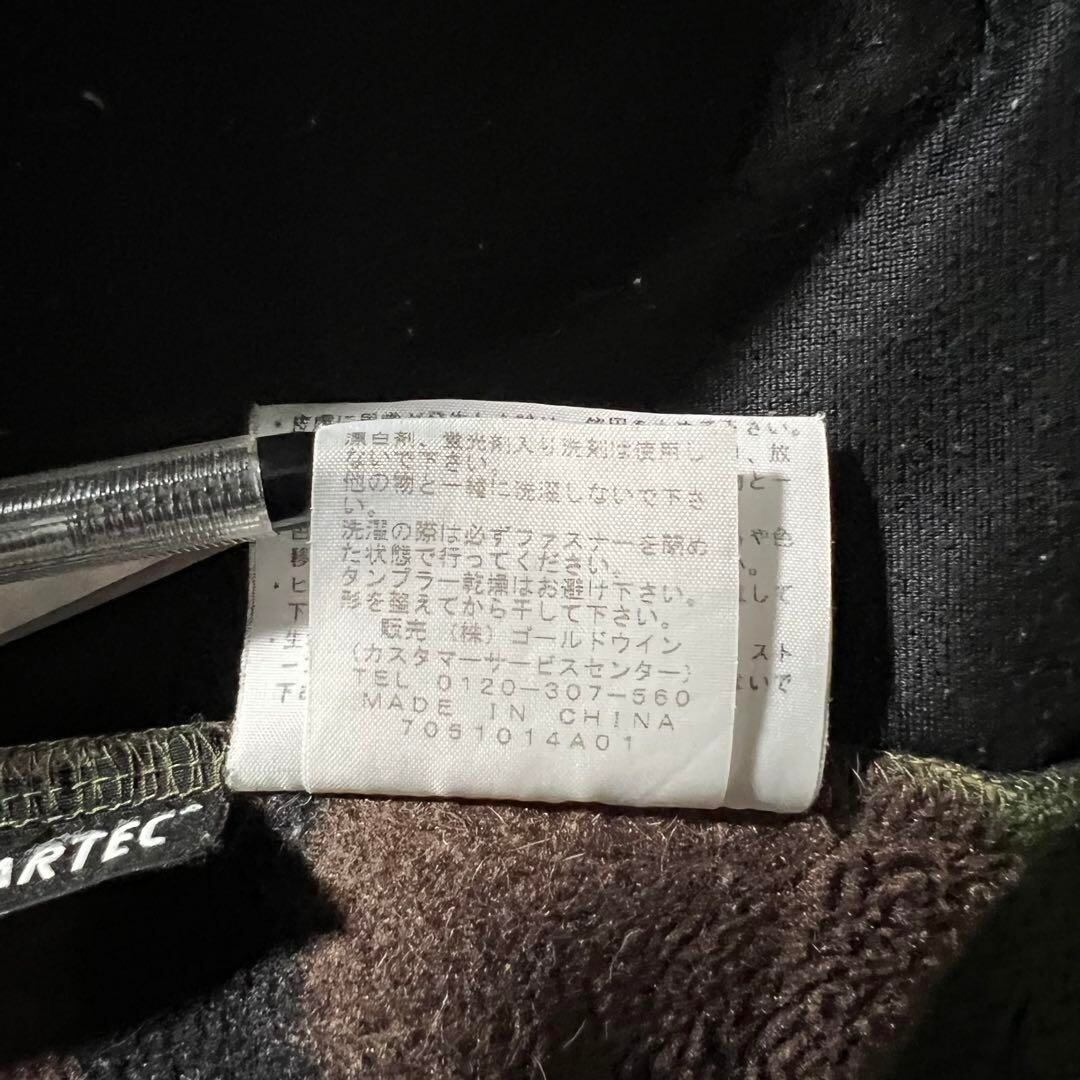 漂白剤、蛍光剤入り洗剤は使用し
ないで下さい。
他の物と一緒に洗濯しないで下さ
い。
洗濯の際は必ずファスナーを閉め
た状態で行ってください。
タンブラー乾燥はお避け下さい。
形を整えてから干して下さい。
販売 (株)ゴールドウイン
(カスタマーサービスセンター)
TEL 0120-307-560
MADE IN CHINA
7051014A01
ARTEC™